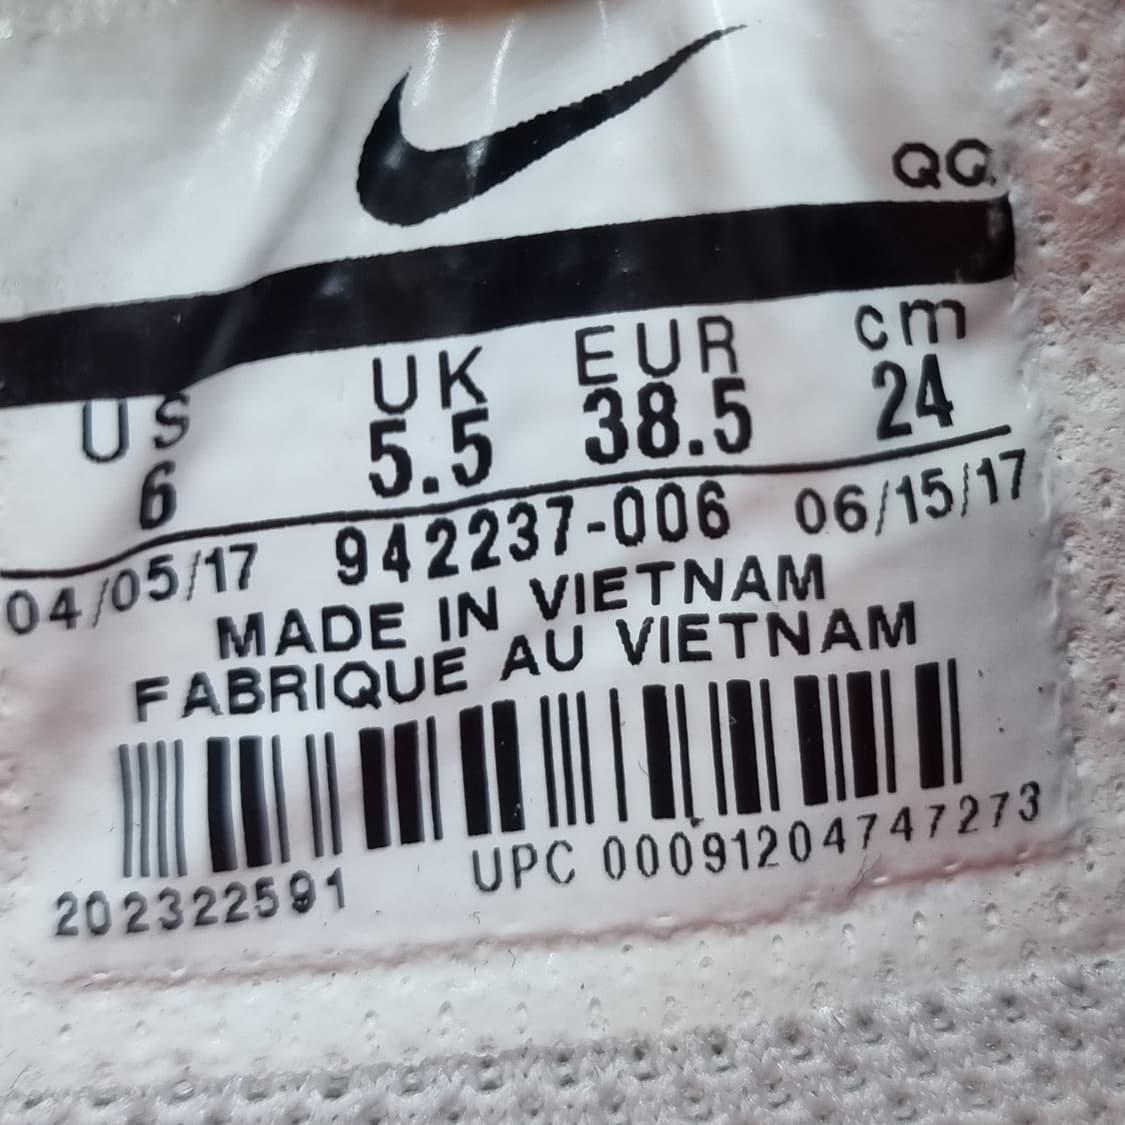 QG
US UK EUR cm
6 5.5 38.5 24
04/05/17 942237-006 06/15/17
MADE IN VIETNAM
FABRIQUE AU VIETNAM
202322591 UPC 00091204747273